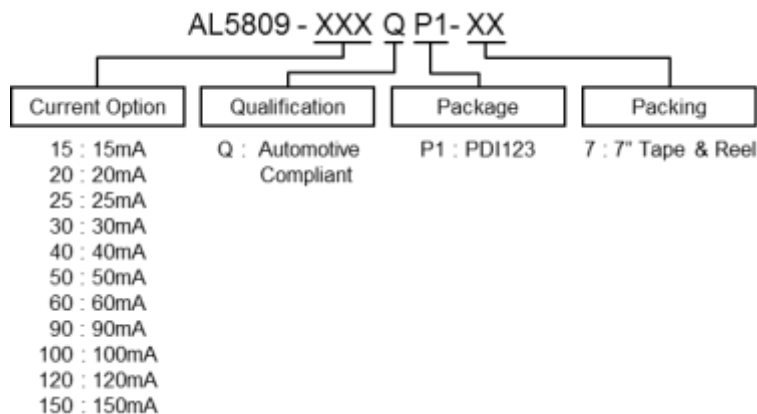 AL5809 - XXX Q P1- XX
Current Option
Qualification
Package
Packing
15 : 15mA
20 : 20mA
25 : 25mA
30 : 30mA
40 : 40mA
50 : 50mA
60 : 60mA
90 : 90mA
100 : 100mA
120 : 120mA
150 : 150mA
Q : Automotive
Compliant
P1 : PDI123
7 : 7" Tape & Reel